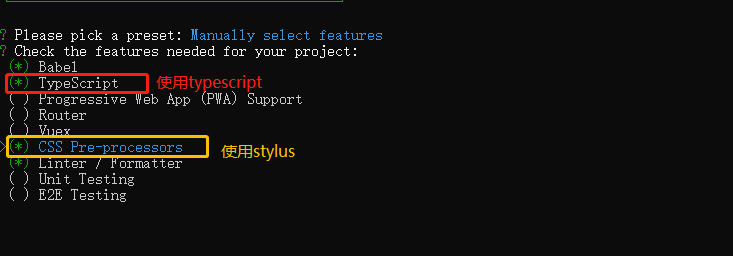 ? Please pick a preset: Manually select features
? Check the features needed for your project:
(*) Babel
(*) TypeScript 使用typescript
( ) Progressive Web App (PWA) Support
( ) Router
( ) Vuex
>(*) CSS Pre-processors 使用stylus
(*) Linter / Formatter
( ) Unit Testing
( ) E2E Testing